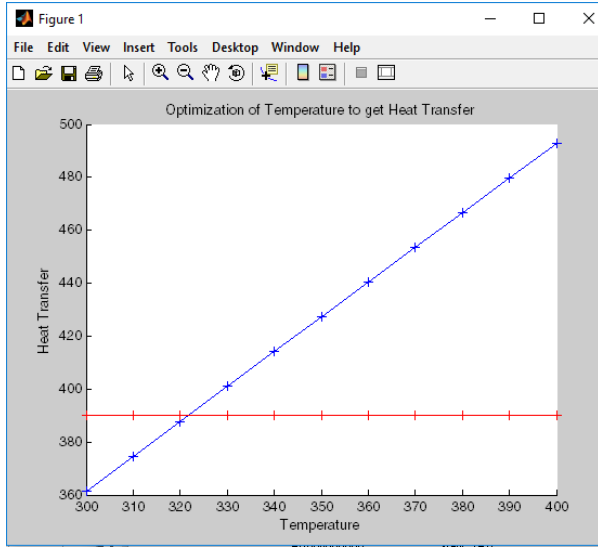 Figure 1
File Edit View Insert Tools Desktop Window Help
Optimization of Temperature to get Heat Transfer
500
480
460
440
420
400
380
360
Heat Transfer
300 310 320 330 340 350 360 370 380 390 400
Temperature